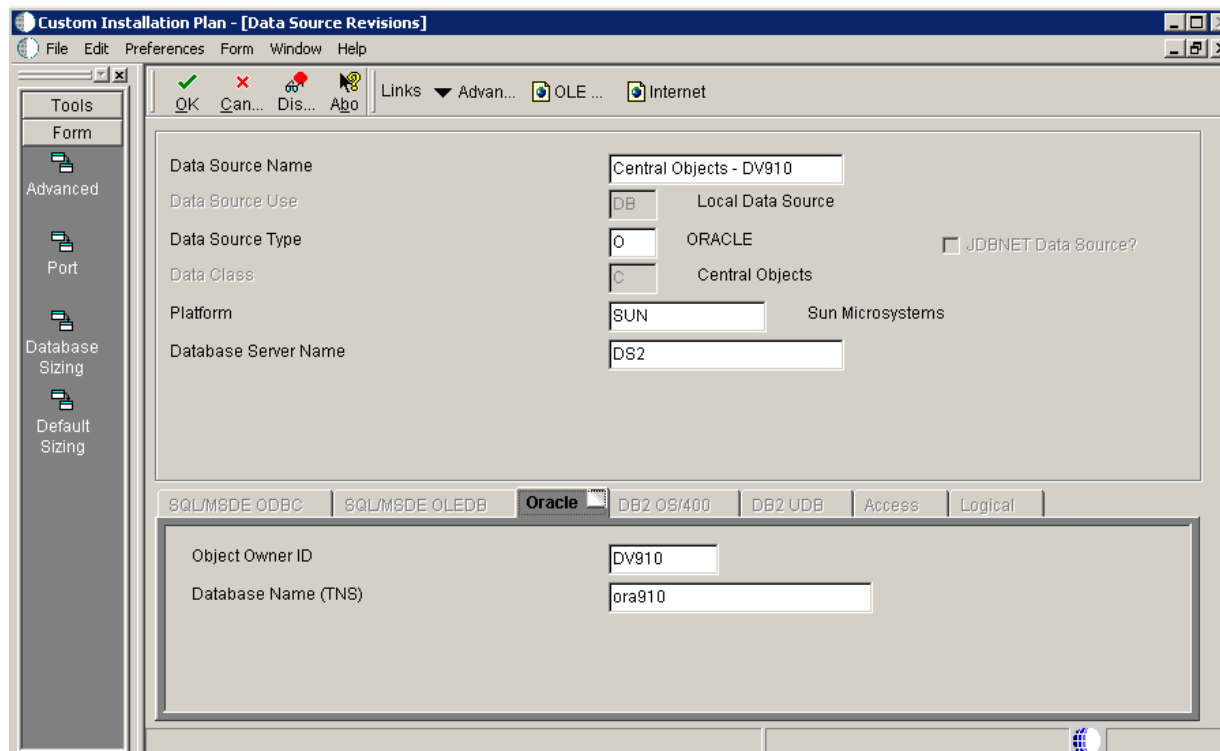 Custom Installation Plan - [Data Source Revisions]
File Edit Preferences Form Window Help
OK Can... Dis... Abo Links Advan... OLE ... Internet
Tools
Form
Advanced
Port
Database
Sizing
Default
Sizing
Data Source Name Central Objects - DV910
Data Source Use DB Local Data Source
Data Source Type O ORACLE JDBNET Data Source?
Data Class C Central Objects
Platform SUN Sun Microsystems
Database Server Name DS2
SQL/MSDE ODBC SQL/MSDE OLEDB Oracle DB2 OS/400 DB2 UDB Access Logical
Object Owner ID DV910
Database Name (TNS) ora910